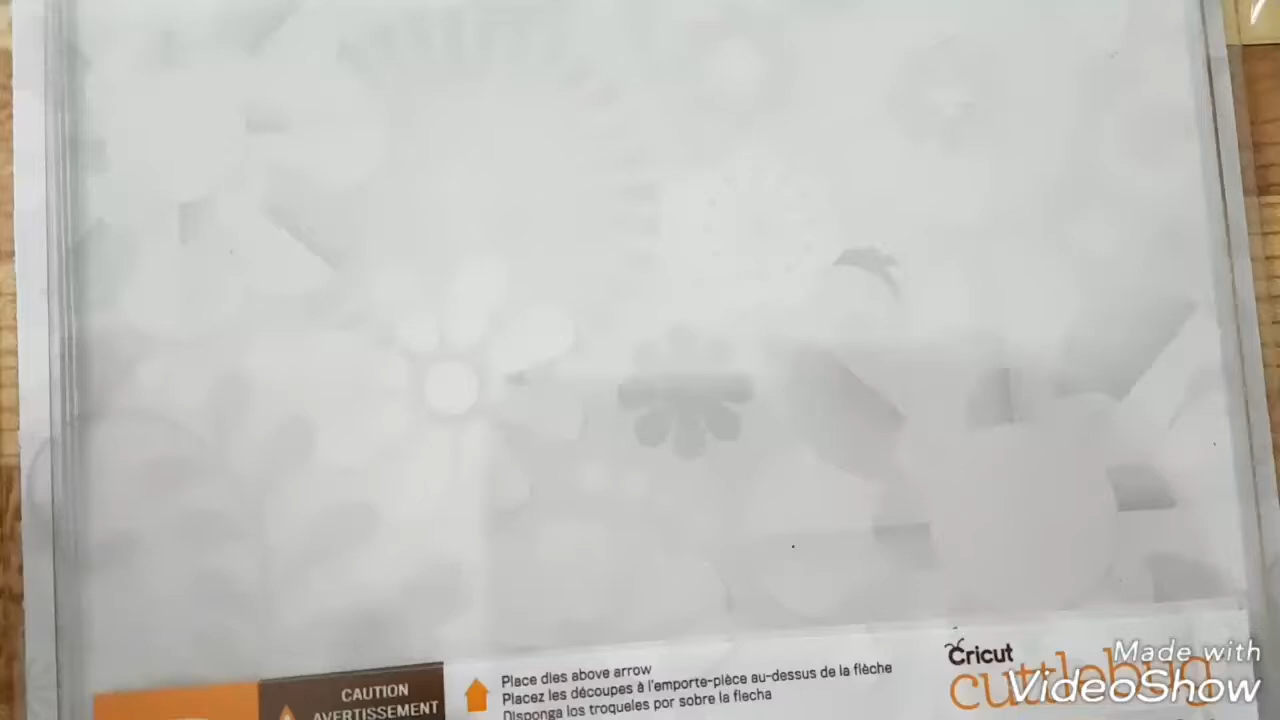 CAUTION
AVERTISSEMENT
Place dies above arrow
Placez les découpes à l'emporte-pièce au-dessus de la flèche
Disponga los troqueles por sobre la flecha
Cricut
cuttlebug
Made with
VideoShow